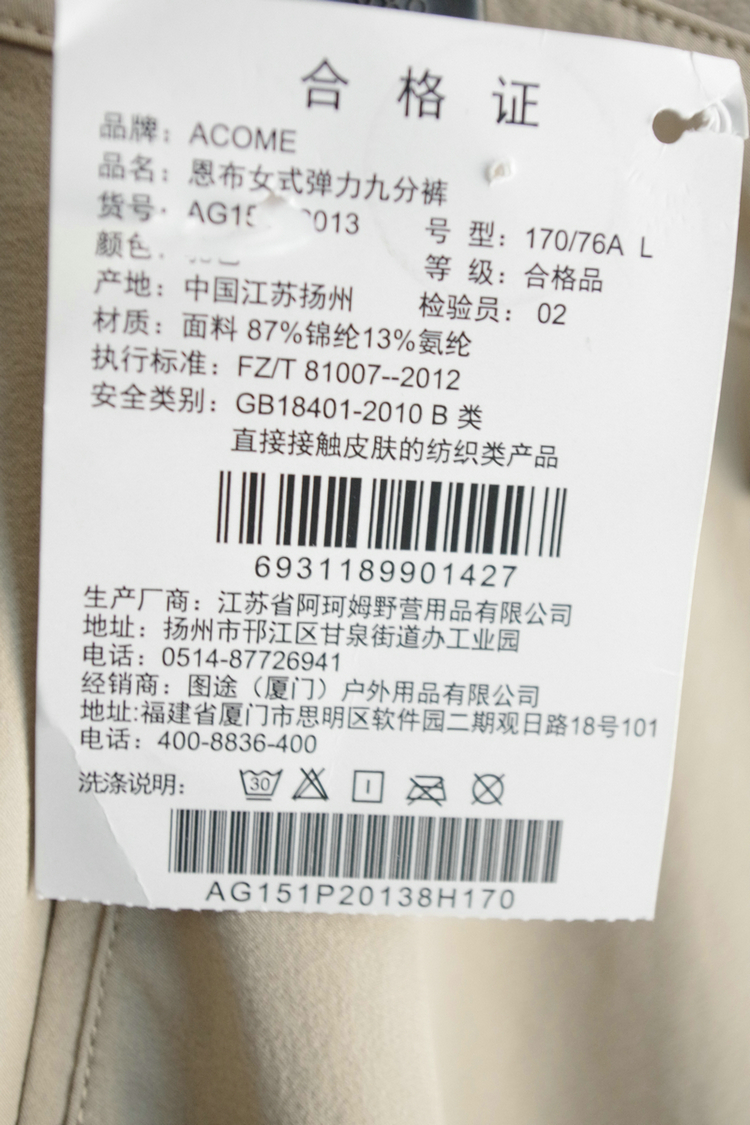 合格证
品牌：ACOME
品名：恩布女式弹力九分裤
货号：AG15 013
号 型：170/76A L
颜色
等 级：合格品
产地：中国江苏扬州
检验员：02
材质：面料 87%锦纶13%氨纶
执行标准：FZ/T 81007--2012
安全类别：GB18401-2010 B 类
直接接触皮肤的纺织类产品
6931189901427
生产厂商：江苏省阿珂姆野营用品有限公司
地址：扬州市邗江区甘泉街道办工业园
电话：0514-87726941
经销商：图途（厦门）户外用品有限公司
地址:福建省厦门市思明区软件园二期观日路18号101
电话：400-8836-400
洗涤说明：
30
AG151P20138H170